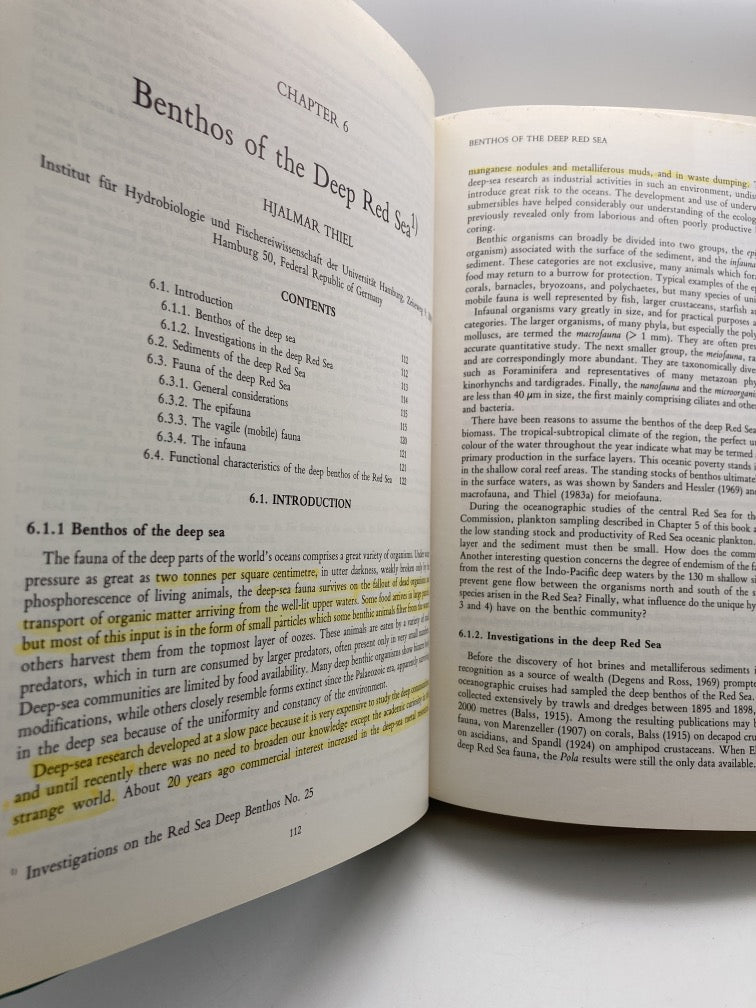 CHAPTER 6
Benthos of the Deep Red Sea¹⁾
HJALMAR THIEL
Institut für Hydrobiologie und Fischereiwissenschaft der Universität Hamburg,
Hamburg 50, Federal Republic of Germany
CONTENTS
6.1. Introduction 112
6.1.1. Benthos of the deep sea 112
6.1.2. Investigations in the deep Red Sea 113
6.2. Sediments of the deep Red Sea 114
6.3. Fauna of the deep Red Sea 115
6.3.1. General considerations 115
6.3.2. The epifauna 120
6.3.3. The vagile (mobile) fauna 121
6.3.4. The infauna 121
6.4. Functional characteristics of the deep benthos of the Red Sea 122
6.1. INTRODUCTION
6.1.1 Benthos of the deep sea
The fauna of the deep parts of the world's oceans comprises a great variety of organisms. Under
pressure as great as two tonnes per square centimetre, in utter darkness, weakly broken only
phosphorescence of living animals, the deep-sea fauna survives on the fallout of dead organisms
transport of organic matter arriving from the well-lit upper waters. Some food arrives in large
but most of this input is in the form of small particles which some benthic animals filter from the
others harvest them from the topmost layer of oozes. These animals are eaten by a variety of
predators, which in turn are consumed by larger predators, often present only in very small
Deep-sea communities are limited by food availability. Many deep benthic organisms show
modifications, while others closely resemble forms extinct since the Palaeozoic era, apparently
in the deep sea because of the uniformity and constancy of the environment.
Deep-sea research developed at a slow pace because it is very expensive to study the deep
and until recently there was no need to broaden our knowledge except the academic
strange world. About 20 years ago commercial interest increased in the deep-sea metal
¹⁾ Investigations on the Red Sea Deep Benthos No. 25
112
BENTHOS OF THE DEEP RED SEA
manganese nodules and metalliferous muds, and in waste dumping.
deep-sea research as industrial activities in such an environment,
introduce great risk to the oceans. The development and use of
submersibles have helped considerably our understanding of the
previously revealed only from laborious and often poorly productive
coring.
Benthic organisms can broadly be divided into two groups, the
organism) associated with the surface of the sediment, and the infauna
sediment. These categories are not exclusive, many animals which
food may return to a burrow for protection. Typical examples of the
corals, barnacles, bryozoans, and polychaetes, but many species of
mobile fauna is well represented by fish, larger crustaceans, starfish
Infaunal organisms vary greatly in size, and for practical purposes
categories. The larger organisms, of many phyla, but especially the
molluscs, are termed the macrofauna (> 1 mm). They are often
accurate quantitative study. The next smaller group, the meiofauna,
and are correspondingly more abundant. They are taxonomically
such as Foraminifera and representatives of many metazoan
kinorhynchs and tardigrades. Finally, the nanofauna and the
are less than 40 μm in size, the first mainly comprising ciliates and
and bacteria.
There have been reasons to assume the benthos of the deep Red Sea
biomass. The tropical-subtropical climate of the region, the perfect
colour of the water throughout the year indicate what may be termed
primary production in the surface layers. This oceanic poverty stands
in the shallow coral reef areas. The standing stocks of benthos
in the surface waters, as was shown by Sanders and Hessler (1969)
macrofauna, and Thiel (1983a) for meiofauna.
During the oceanographic studies of the central Red Sea for
Commission, plankton sampling described in Chapter 5 of this book
the low standing stock and productivity of Red Sea oceanic plankton.
layer and the sediment must then be small. How does the
Another interesting question concerns the degree of endemism of the
from the rest of the Indo-Pacific deep waters by the 130 m shallow
prevent gene flow between the organisms north and south of the
species arisen in the Red Sea? Finally, what influence do the unique
3 and 4) have on the benthic community?
6.1.2. Investigations in the deep Red Sea
Before the discovery of hot brines and metalliferous sediments
recognition as a source of wealth (Degens and Ross, 1969)
oceanographic cruises had sampled the deep benthos of the Red Sea.
collected extensively by trawls and dredges between 1895 and 1898,
2000 metres (Balss, 1915). Among the resulting publications may
fauna, von Marenzeller (1907) on corals, Balss (1915) on decapod
on ascidians, and Spandl (1924) on amphipod crustaceans. When
deep Red Sea fauna, the Pola results were still the only data available.